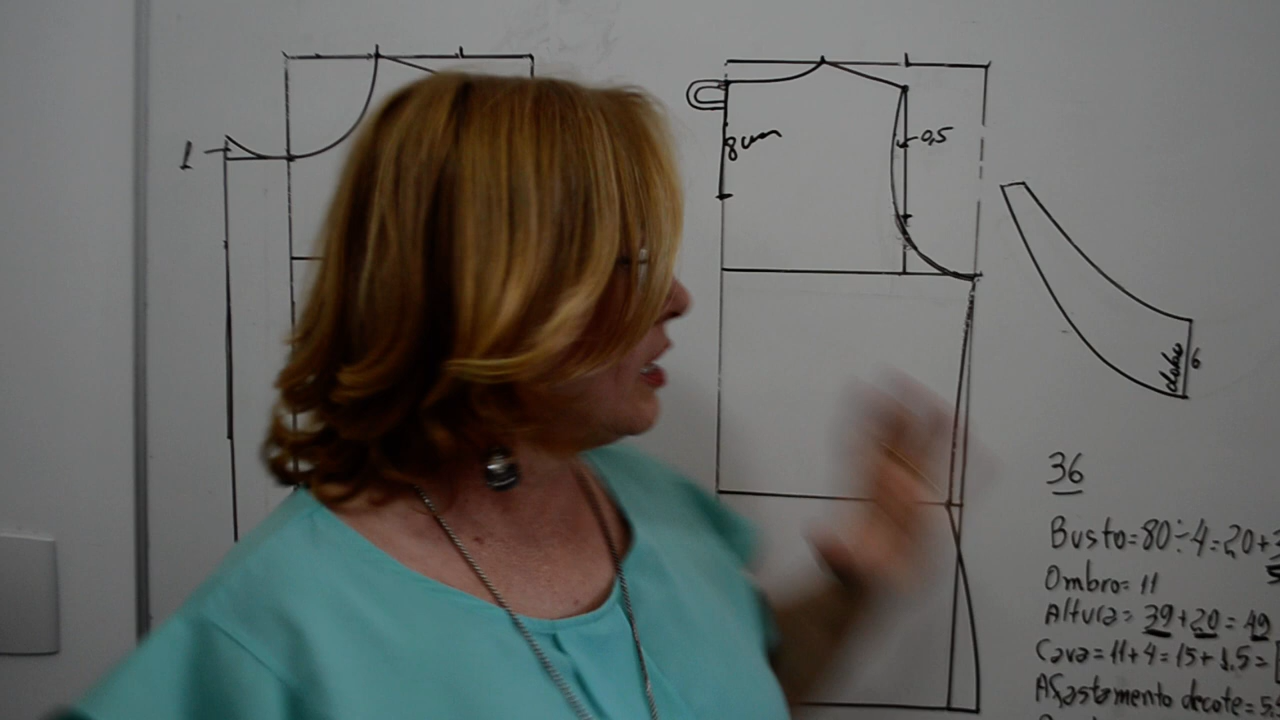 1
8cm
0,5
6
36
Busto=80÷4=20+
Ombro= 11
Altura= 39+20=49
Cava=11+4=15+1,5=
Afastamento decote=5,